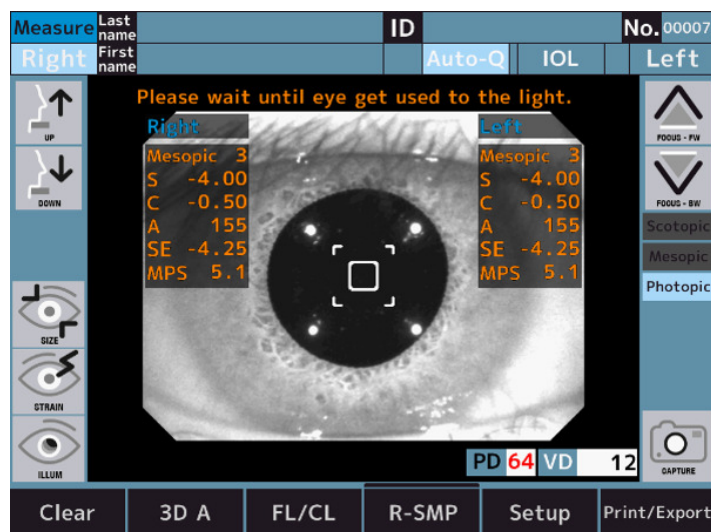 Measure Last name ID No. 00007
Right First name Auto-Q IOL Left
Please wait until eye get used to the light.
UP
DOWN
SIZE
STRAIN
ILLUM
Right
Mesopic 3
S -4.00
C -0.50
A 155
SE -4.25
MPS 5.1
Left
Mesopic 3
S -4.00
C -0.50
A 155
SE -4.25
MPS 5.1
FOCUS - FW
FOCUS - BW
Scotopic
Mesopic
Photopic
CAPTURE
PD 64 VD 12
Clear 3D A FL/CL R-SMP Setup Print/Export